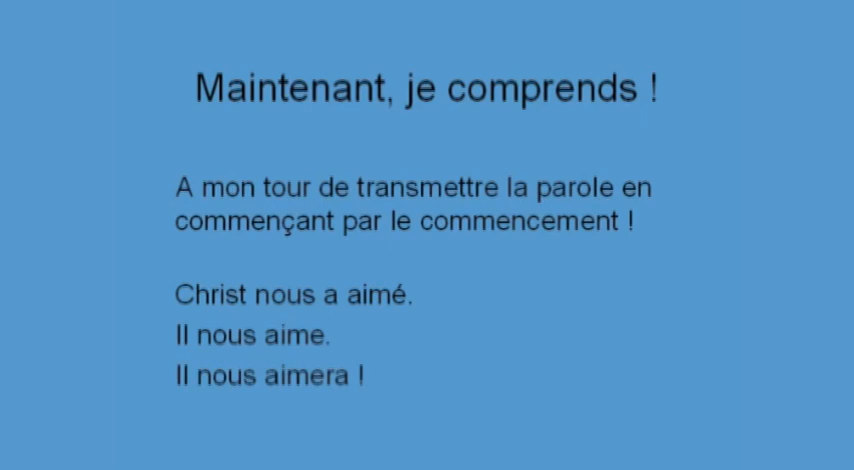 Maintenant, je comprends !
A mon tour de transmettre la parole en
commençant par le commencement !
Christ nous a aimé.
Il nous aime.
Il nous aimera !